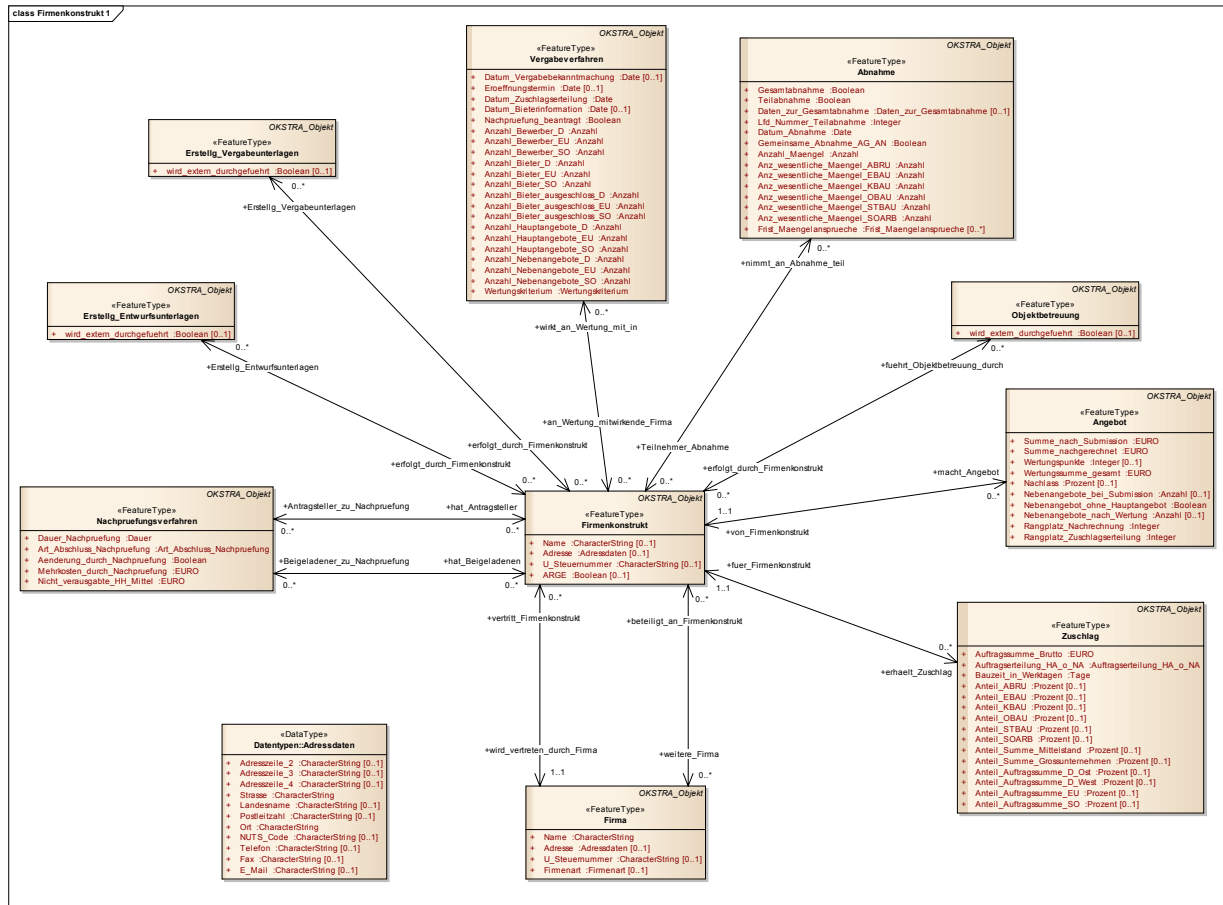 class Firmenkonstrukt 1
OKSTRA_Objekt
«FeatureType»
Vergabeverfahren
+ Datum_Vergabebekanntmachung :Date [0..1]
+ Eroeffnungstermin :Date [0..1]
+ Datum_Zuschlagserteilung :Date
+ Datum_Bieterinformation :Date [0..1]
+ Nachpruefung_beantragt :Boolean
+ Anzahl_Bewerber_D :Anzahl
+ Anzahl_Bewerber_EU :Anzahl
+ Anzahl_Bewerber_SO :Anzahl
+ Anzahl_Bieter_D :Anzahl
+ Anzahl_Bieter_EU :Anzahl
+ Anzahl_Bieter_SO :Anzahl
+ Anzahl_Bieter_ausgeschloss_D :Anzahl
+ Anzahl_Bieter_ausgeschloss_EU :Anzahl
+ Anzahl_Bieter_ausgeschloss_SO :Anzahl
+ Anzahl_Hauptangebote_D :Anzahl
+ Anzahl_Hauptangebote_EU :Anzahl
+ Anzahl_Hauptangebote_SO :Anzahl
+ Anzahl_Nebenangebote_D :Anzahl
+ Anzahl_Nebenangebote_EU :Anzahl
+ Anzahl_Nebenangebote_SO :Anzahl
+ Wertungskriterium :Wertungskriterium
OKSTRA_Objekt
«FeatureType»
Abnahme
+ Gesamtabnahme :Boolean
+ Teilabnahme :Boolean
+ Daten_zur_Gesamtabnahme :Daten_zur_Gesamtabnahme [0..1]
+ Lfd_Nummer_Teilabnahme :Integer
+ Datum_Abnahme :Date
+ Gemeinsame_Abnahme_AG_AN :Boolean
+ Anzahl_Maengel :Anzahl
+ Anz_wesentliche_Maengel_ABRU :Anzahl
+ Anz_wesentliche_Maengel_EBAU :Anzahl
+ Anz_wesentliche_Maengel_KBAU :Anzahl
+ Anz_wesentliche_Maengel_OBAU :Anzahl
+ Anz_wesentliche_Maengel_STBAU :Anzahl
+ Anz_wesentliche_Maengel_SOARB :Anzahl
+ Frist_Maengelansprueche :Frist_Maengelansprueche [0..*]
OKSTRA_Objekt
«FeatureType»
Erstellg_Vergabeunterlagen
+ wird_extern_durchgefuehrt :Boolean [0..1]
0..*
+Erstellg_Vergabeunterlagen
0..*
+nimmt_an_Abnahme_teil
OKSTRA_Objekt
«FeatureType»
Erstellg_Entwurfsunterlagen
+ wird_extern_durchgefuehrt :Boolean [0..1]
0..*
+Erstellg_Entwurfsunterlagen
0..*
+wirkt_an_Wertung_mit_in
OKSTRA_Objekt
«FeatureType»
Objektbetreuung
+ wird_extern_durchgefuehrt :Boolean [0..1]
0..*
+fuehrt_Objektbetreuung_durch
OKSTRA_Objekt
«FeatureType»
Angebot
+ Summe_nach_Submission :EURO
+ Summe_nachgerechnet :EURO
+ Wertungspunkte :Integer [0..1]
+ Wertungssumme_gesamt :EURO
+ Nachlass :Prozent [0..1]
+ Nebenangebote_bei_Submission :Anzahl [0..1]
+ Nebenangebot_ohne_Hauptangebot :Boolean
+ Nebenangebote_nach_Wertung :Anzahl [0..1]
+ Rangplatz_Nachrechnung :Integer
+ Rangplatz_Zuschlagserteilung :Integer
+an_Wertung_mitwirkende_Firma
+erfolgt_durch_Firmenkonstrukt
+Teilnehmer_Abnahme
+erfolgt_durch_Firmenkonstrukt
+erfolgt_durch_Firmenkonstrukt
+macht_Angebot
0..*
0..*
0..*
0..*
0..*
0..*
1..1
+von_Firmenkonstrukt
OKSTRA_Objekt
«FeatureType»
Nachpruefungsverfahren
+ Dauer_Nachpruefung :Dauer
+ Art_Abschluss_Nachpruefung :Art_Abschluss_Nachpruefung
+ Aenderung_durch_Nachpruefung :Boolean
+ Mehrkosten_durch_Nachpruefung :EURO
+ Nicht_verausgabte_HH_Mittel :EURO
+Antragsteller_zu_Nachpruefung
+hat_Antragsteller
0..*
0..*
+Beigeladener_zu_Nachpruefung
+hat_Beigeladenen
0..*
0..*
OKSTRA_Objekt
«FeatureType»
Firmenkonstrukt
+ Name :CharacterString [0..1]
+ Adresse :Adressdaten [0..1]
+ U_Steuernummer :CharacterString [0..1]
+ ARGE :Boolean [0..1]
+fuer_Firmenkonstrukt
1..1
0..*
+erhaelt_Zuschlag
0..*
+vertritt_Firmenkonstrukt
0..*
+beteiligt_an_Firmenkonstrukt
OKSTRA_Objekt
«FeatureType»
Zuschlag
+ Auftragssumme_Brutto :EURO
+ Auftragserteilung_HA_o_NA :Auftragserteilung_HA_o_NA
+ Bauzeit_in_Werktagen :Tage
+ Anteil_ABRU :Prozent [0..1]
+ Anteil_EBAU :Prozent [0..1]
+ Anteil_KBAU :Prozent [0..1]
+ Anteil_OBAU :Prozent [0..1]
+ Anteil_STBAU :Prozent [0..1]
+ Anteil_SOARB :Prozent [0..1]
+ Anteil_Summe_Mittelstand :Prozent [0..1]
+ Anteil_Summe_Grossunternehmen :Prozent [0..1]
+ Anteil_Auftragssumme_D_Ost :Prozent [0..1]
+ Anteil_Auftragssumme_D_West :Prozent [0..1]
+ Anteil_Auftragssumme_EU :Prozent [0..1]
+ Anteil_Auftragssumme_SO :Prozent [0..1]
«DataType»
Datentypen::Adressdaten
+ Adresszeile_2 :CharacterString [0..1]
+ Adresszeile_3 :CharacterString [0..1]
+ Adresszeile_4 :CharacterString [0..1]
+ Strasse :CharacterString
+ Landesname :CharacterString [0..1]
+ Postleitzahl :CharacterString [0..1]
+ Ort :CharacterString
+ NUTS_Code :CharacterString [0..1]
+ Telefon :CharacterString [0..1]
+ Fax :CharacterString [0..1]
+ E_Mail :CharacterString [0..1]
+wird_vertreten_durch_Firma
1..1
+weitere_Firma
0..*
OKSTRA_Objekt
«FeatureType»
Firma
+ Name :CharacterString
+ Adresse :Adressdaten [0..1]
+ U_Steuernummer :CharacterString [0..1]
+ Firmenart :Firmenart [0..1]